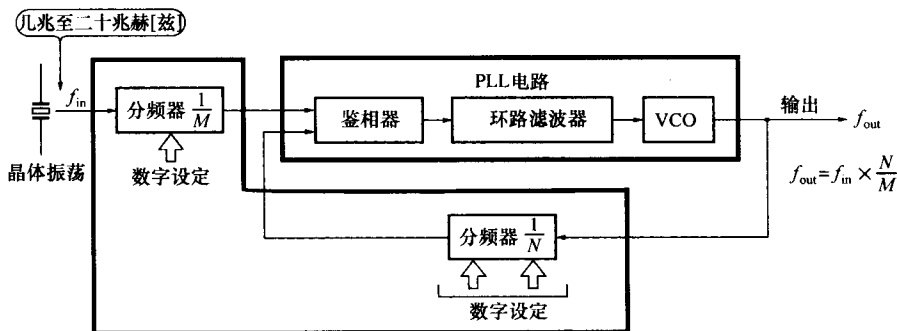 几兆至二十兆赫[兹]
PLL电路
f_in
分频器 1/M
鉴相器
环路滤波器
VCO
输出
f_out
晶体振荡
数字设定
f_out=f_in×N/M
分频器 1/N
数字设定